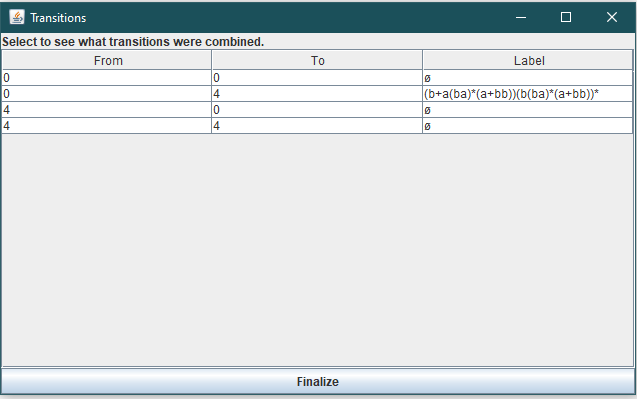 Transitions
Select to see what transitions were combined.
From To Label
0 0 ø
0 4 (b+a(ba)*(a+bb))(b(ba)*(a+bb))*
4 0 ø
4 4 ø
Finalize